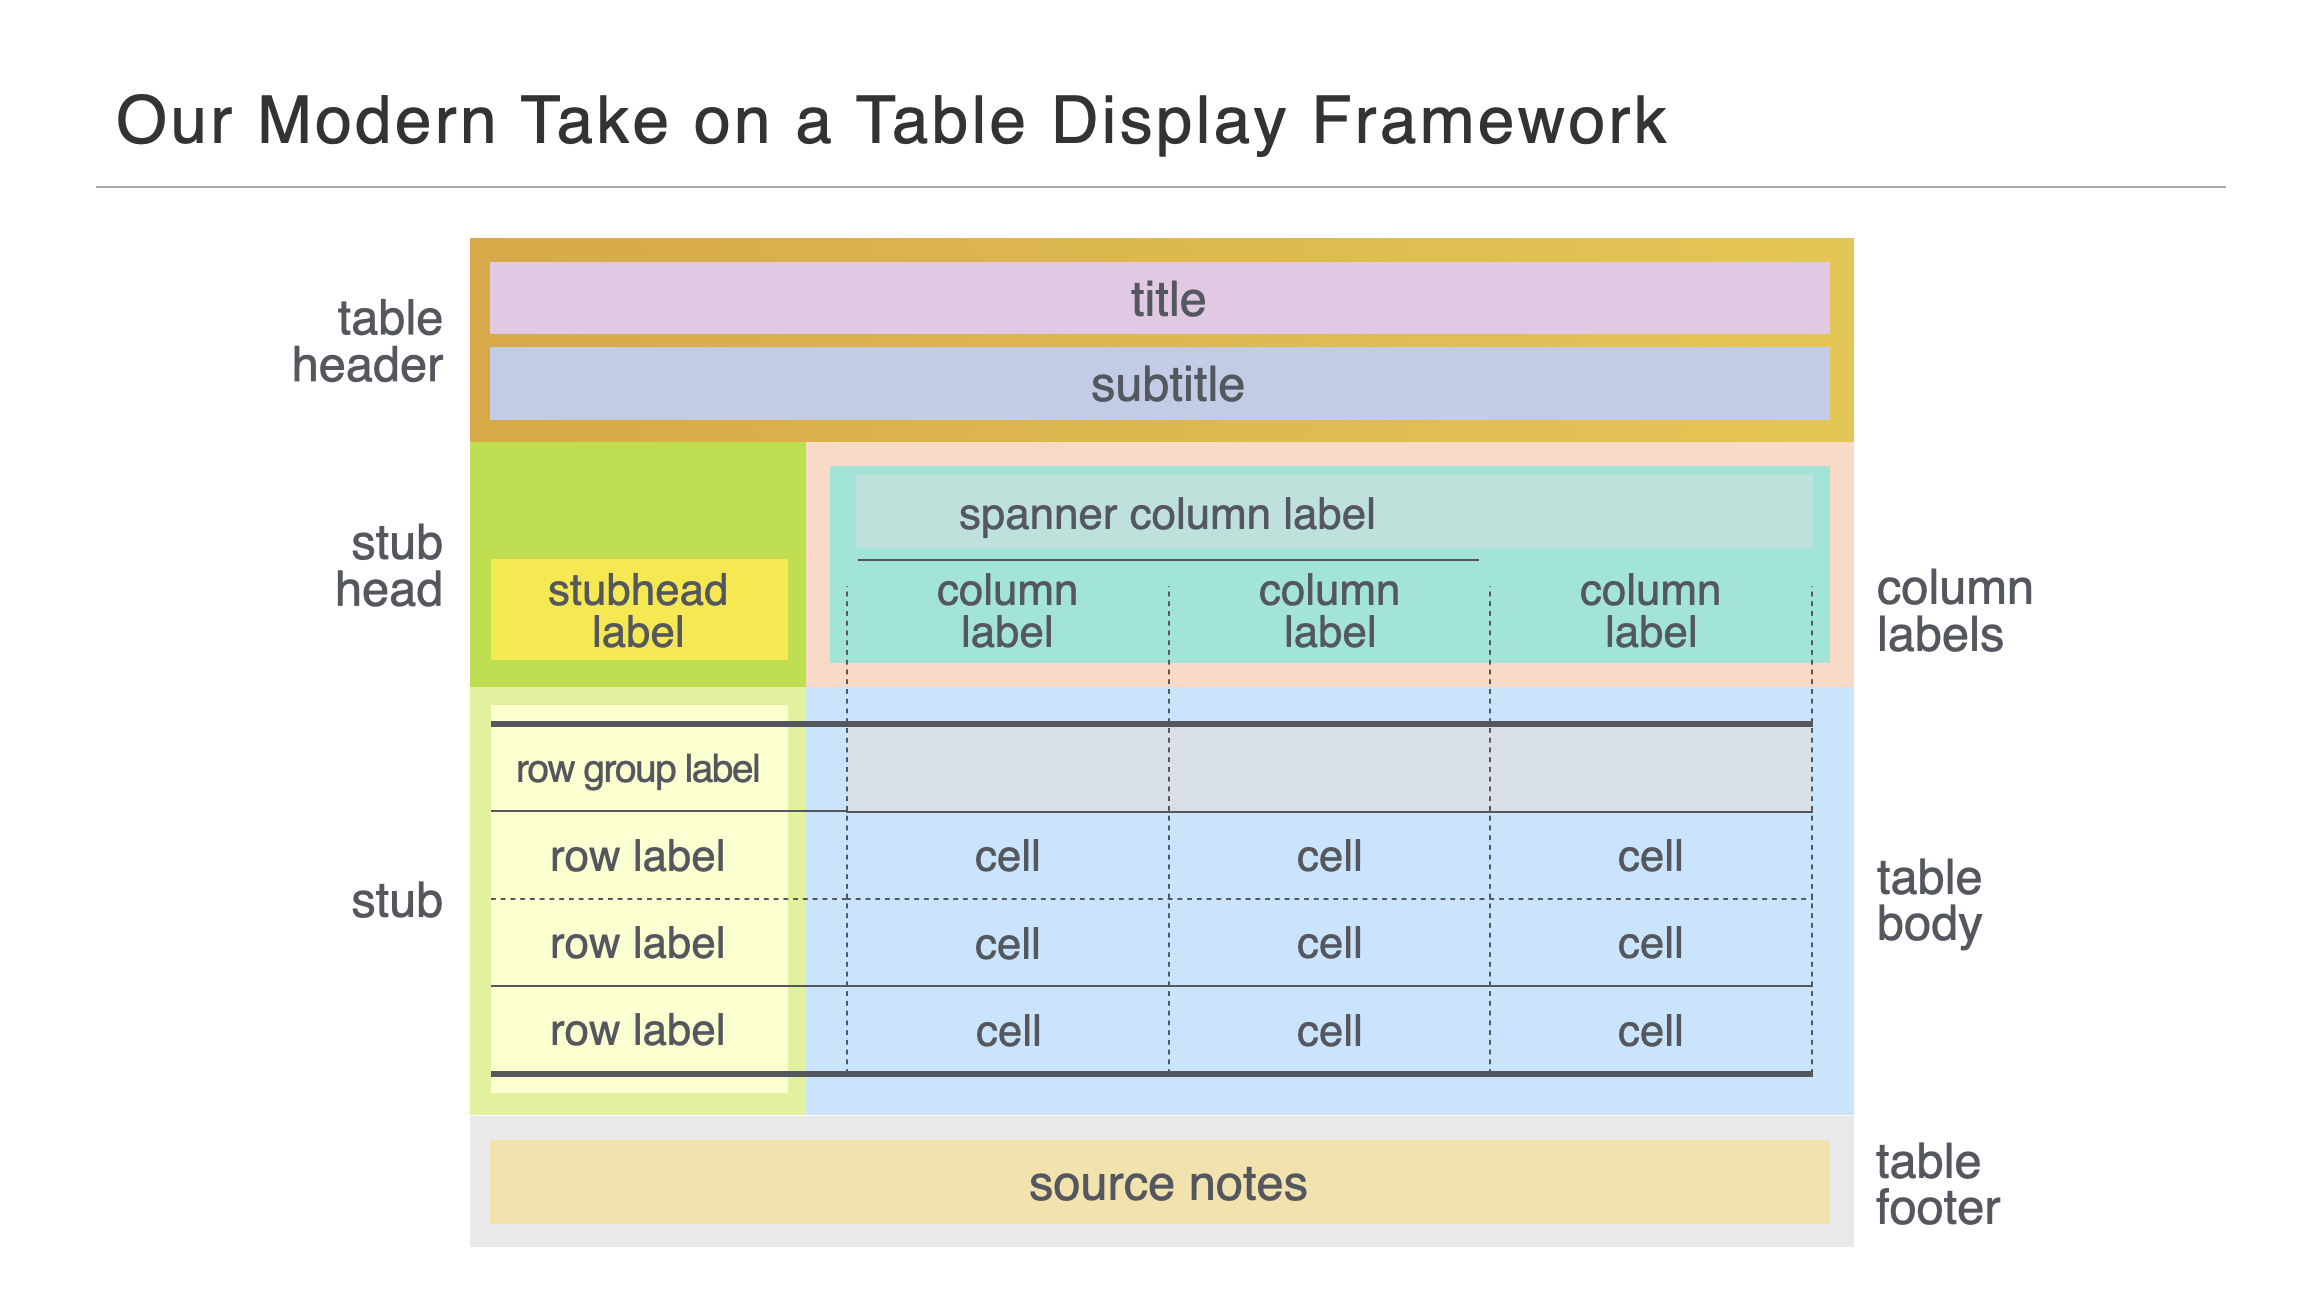 Our Modern Take on a Table Display Framework
table
header
title
subtitle
stub
head
stubhead
label
spanner column label
column
label
column
label
column
label
column
labels
stub
row group label
row label
cell
cell
cell
row label
cell
cell
cell
row label
cell
cell
cell
table
body
source notes
table
footer